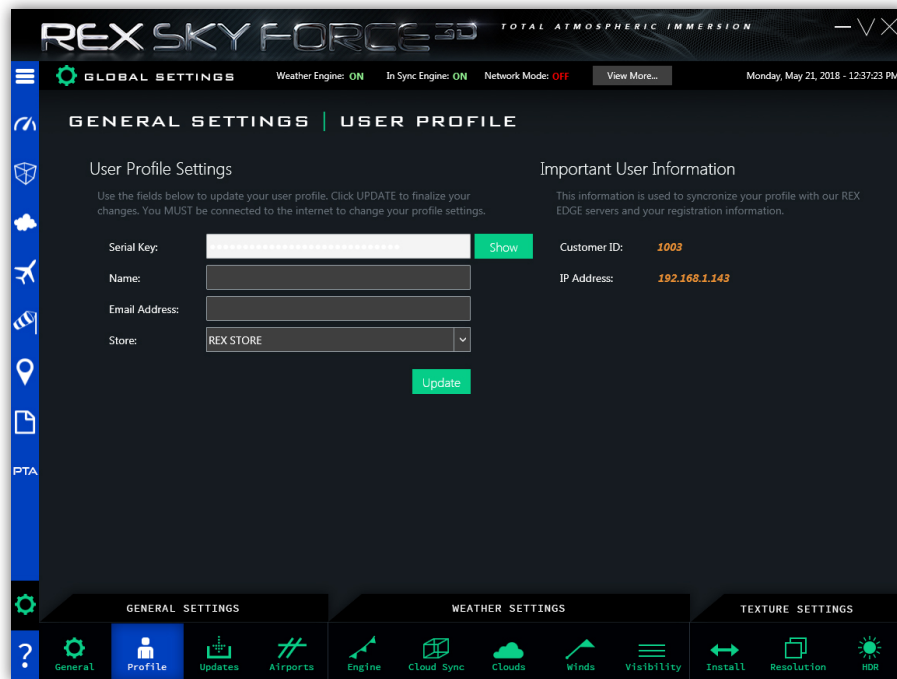 REX SKY FORCE 3D TOTAL ATMOSPHERIC IMMERSION
GLOBAL SETTINGS Weather Engine: ON In Sync Engine: ON Network Mode: OFF View More... Monday, May 21, 2018 - 12:37:23 PM
GENERAL SETTINGS | USER PROFILE
User Profile Settings
Use the fields below to update your user profile. Click UPDATE to finalize your
changes. You MUST be connected to the internet to change your profile settings.
Serial Key: Show
Name:
Email Address:
Store: REX STORE
Update
Important User Information
This information is used to syncronize your profile with our REX
EDGE servers and your registration information.
Customer ID: 1003
IP Address: 192.168.1.143
PTA
GENERAL SETTINGS WEATHER SETTINGS TEXTURE SETTINGS
? General Profile Updates Airports Engine Cloud Sync Clouds Winds Visibility Install Resolution HDR